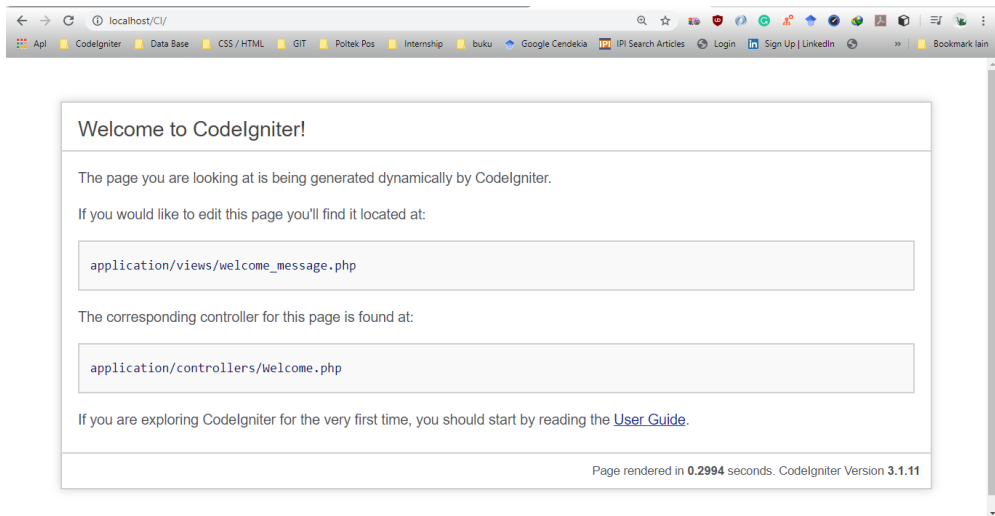 localhost/CI/
Apl CodeIgniter Data Base CSS / HTML GIT Poltek Pos Internship buku Google Cendekia IPI IPI Search Articles Login in Sign Up | LinkedIn » Bookmark lain
Welcome to CodeIgniter!
The page you are looking at is being generated dynamically by CodeIgniter.
If you would like to edit this page you'll find it located at:
application/views/welcome_message.php
The corresponding controller for this page is found at:
application/controllers/Welcome.php
If you are exploring CodeIgniter for the very first time, you should start by reading the User Guide.
Page rendered in 0.2994 seconds. CodeIgniter Version 3.1.11